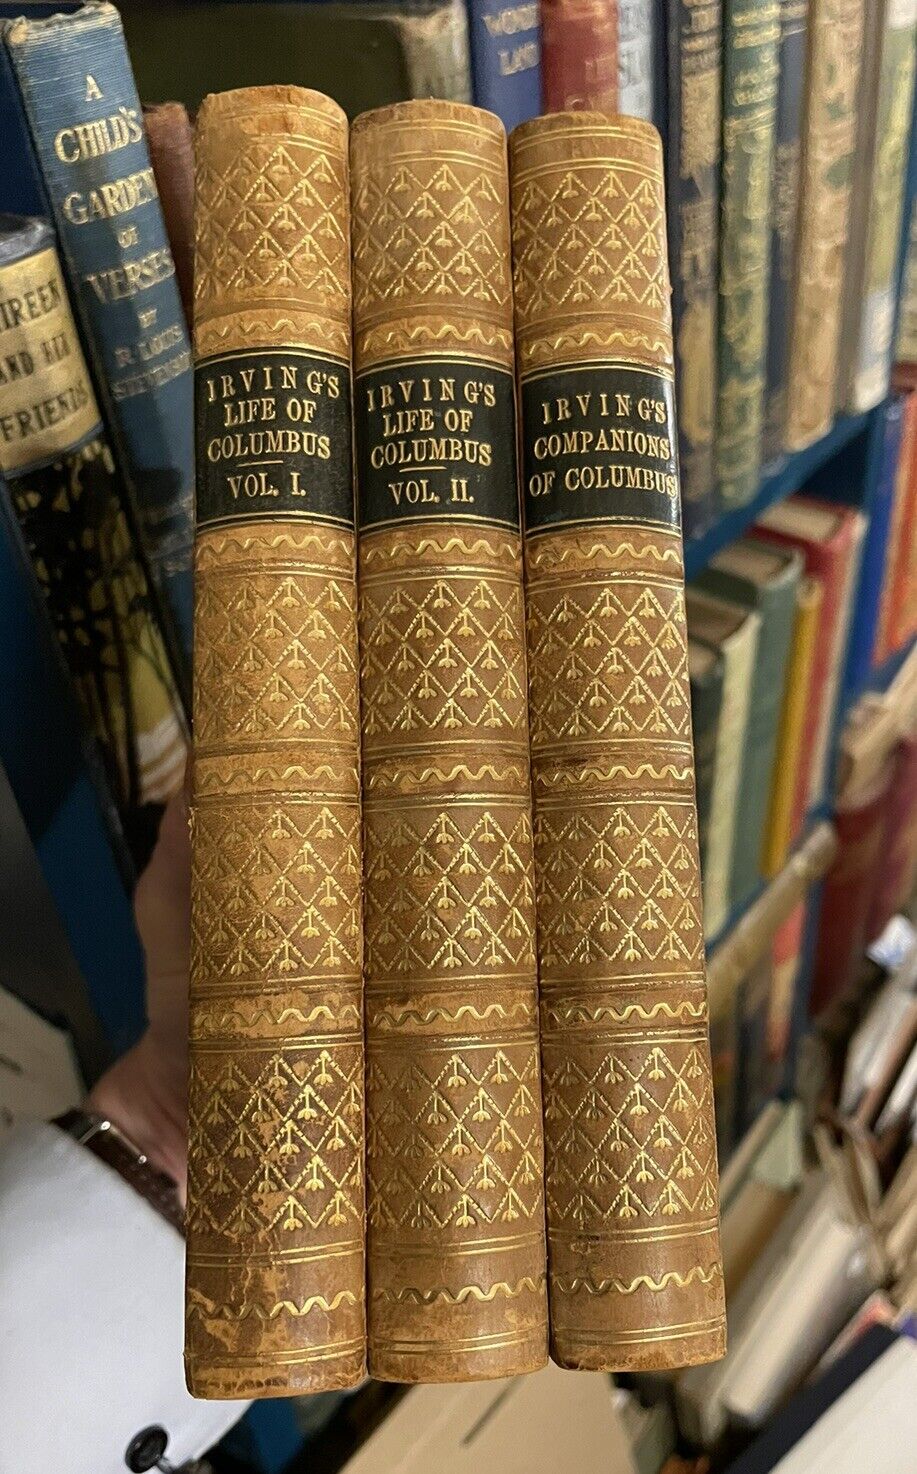 A
CHILD'S
GARDEN
OF
VERSES
BY
R. LOUIS
STEVENSON
AND HER
FRIENDS
IRVING'S
LIFE OF
COLUMBUS
VOL. I.
IRVING'S
LIFE OF
COLUMBUS
VOL. II.
IRVING'S
COMPANIONS
OF COLUMBUS